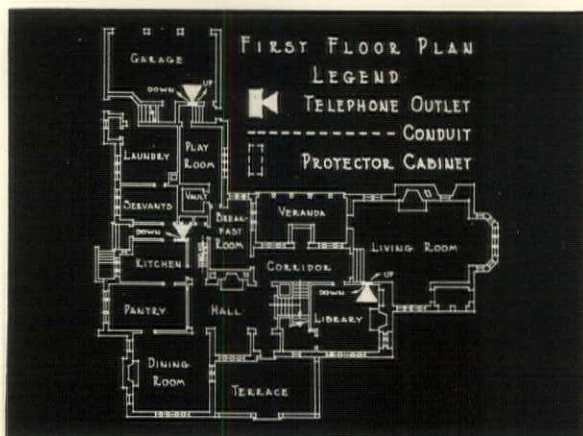 FIRST FLOOR PLAN
LEGEND
TELEPHONE OUTLET
CONDUIT
PROTECTOR CABINET
GARAGE
DOWN
UP
LAUNDRY
PLAY
ROOM
SERVANTS
VAULT
BREAK-
FAST
ROOM
VERANDA
LIVING ROOM
DOWN
KITCHEN
CORRIDOR
UP
DOWN
PANTRY
HALL
LIBRARY
DINING
ROOM
TERRACE